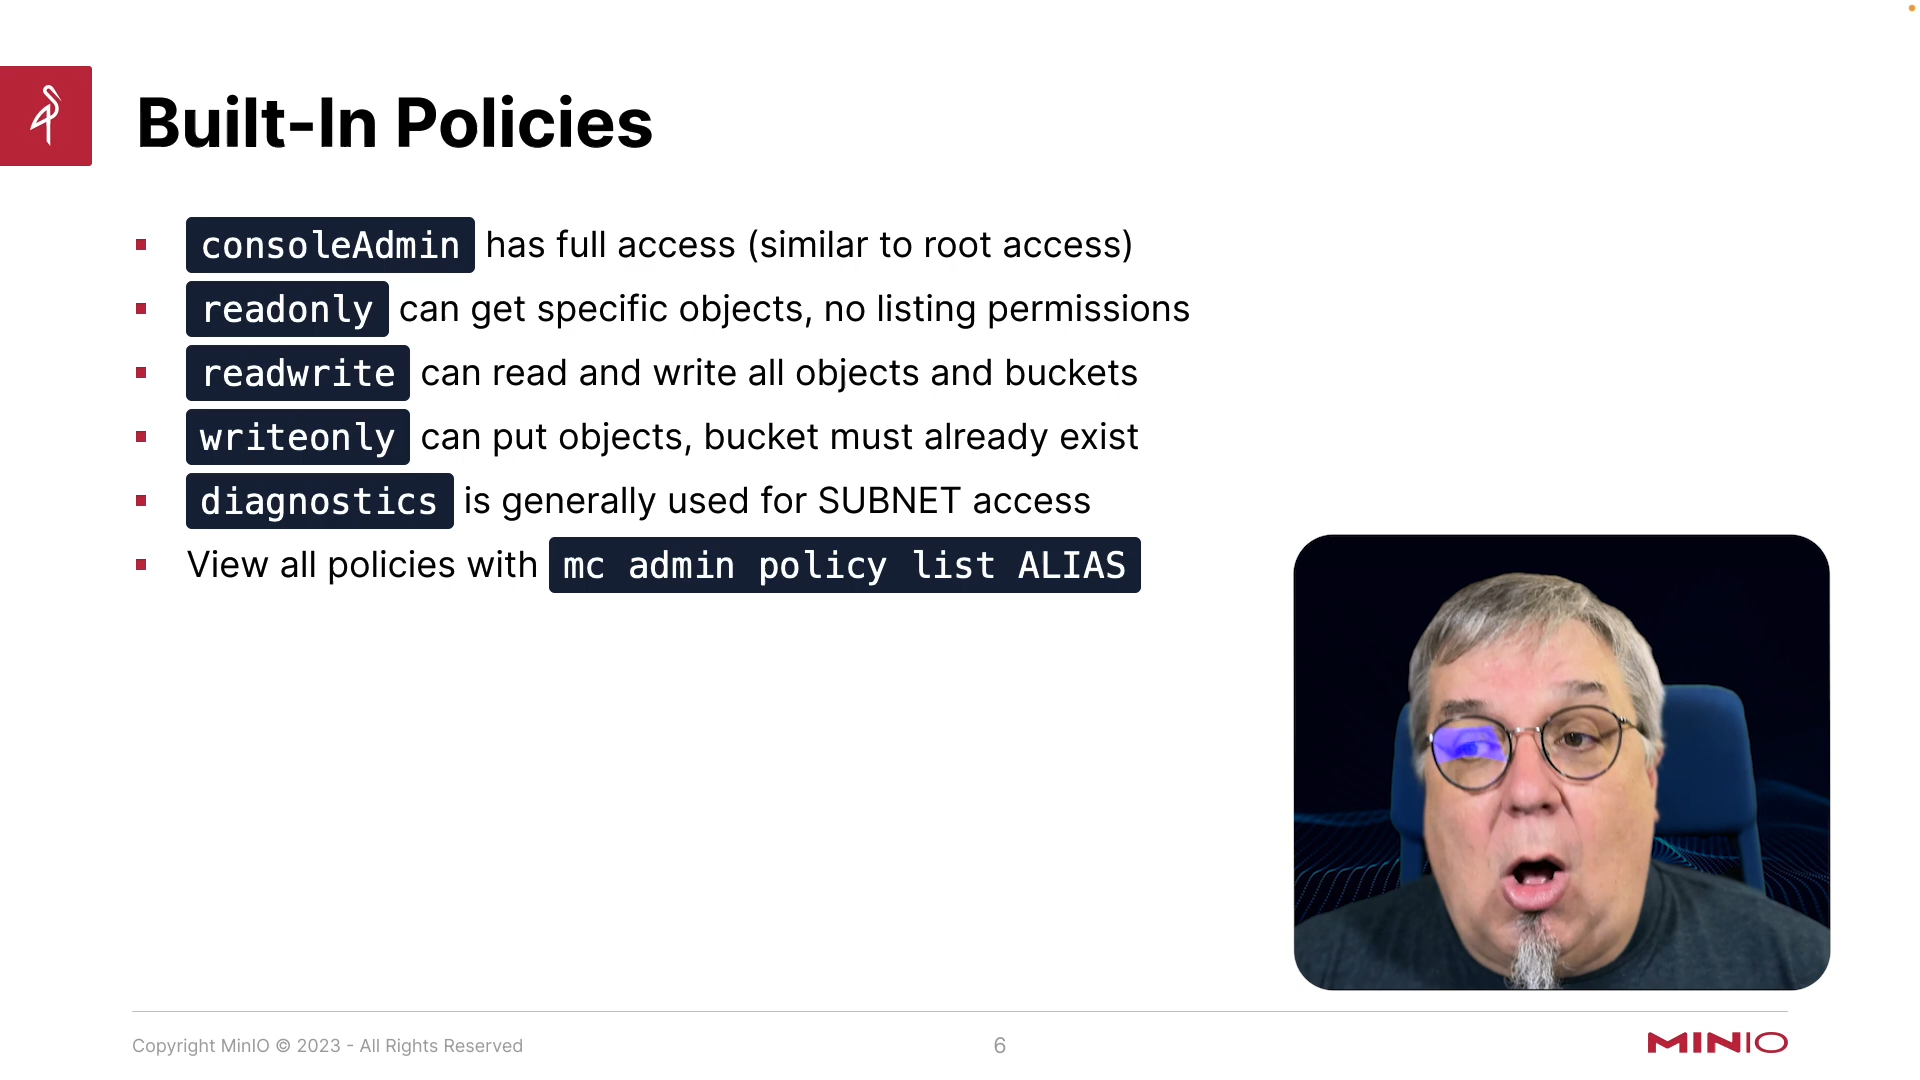 Built-In Policies
consoleAdmin has full access (similar to root access)
readonly can get specific objects, no listing permissions
readwrite can read and write all objects and buckets
writeonly can put objects, bucket must already exist
diagnostics is generally used for SUBNET access
View all policies with mc admin policy list ALIAS
Copyright MinIO © 2023 - All Rights Reserved
6
MINIO